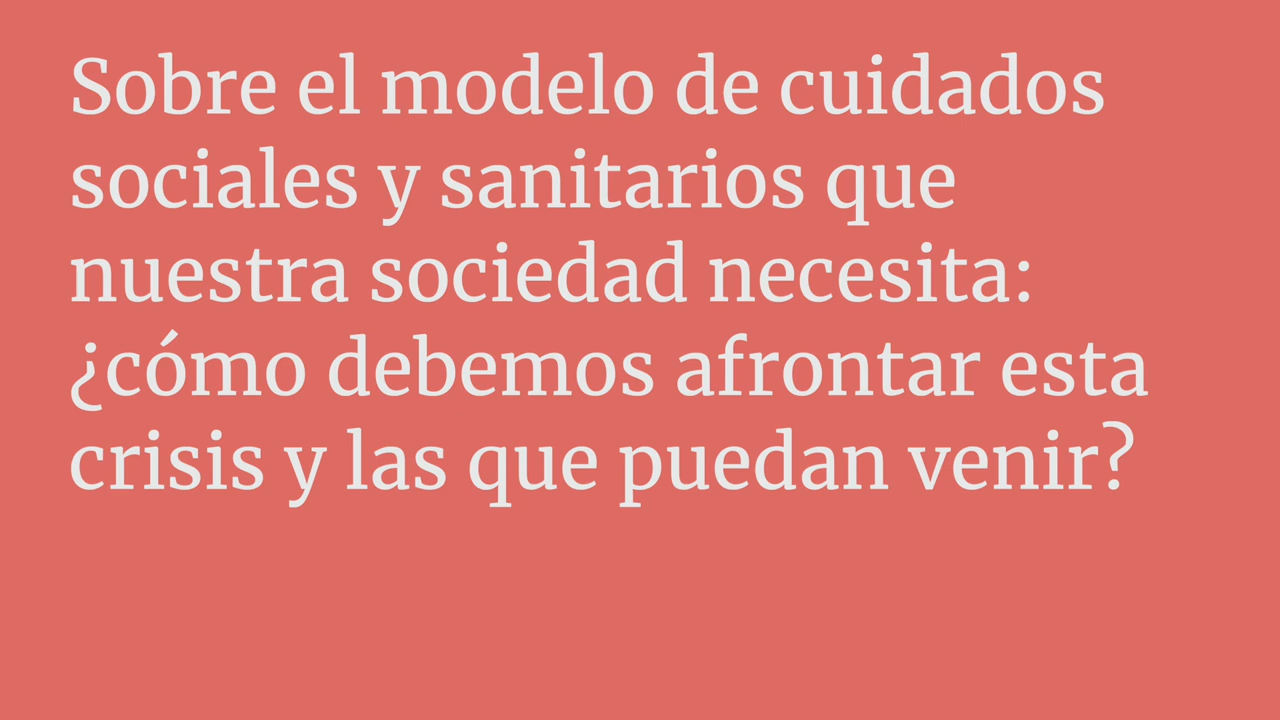 Sobre el modelo de cuidados
sociales y sanitarios que
nuestra sociedad necesita:
¿cómo debemos afrontar esta
crisis y las que puedan venir?